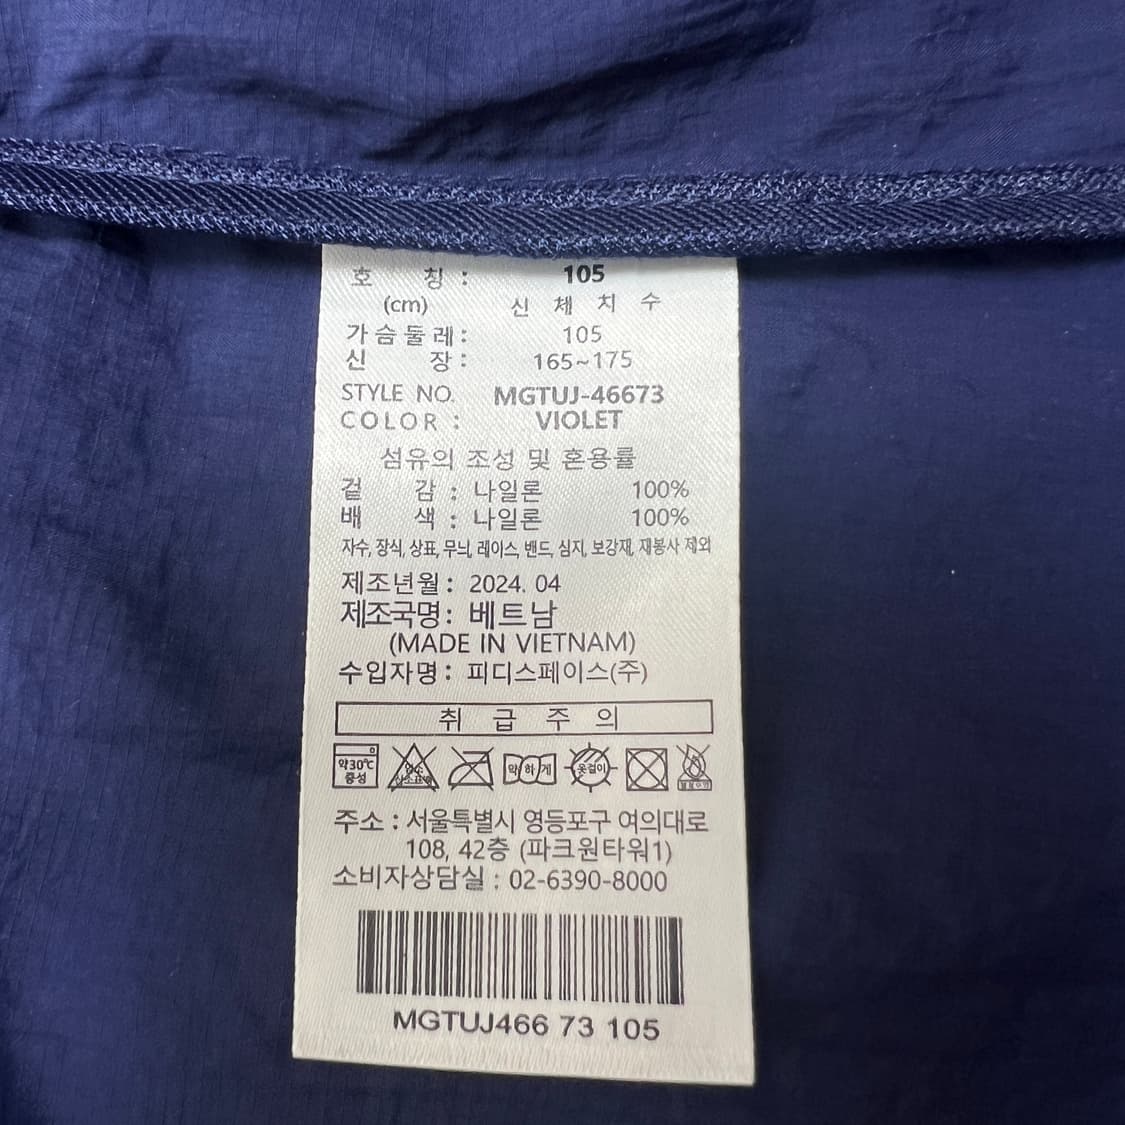 호 칭 : 105
(cm) 신 체 치 수
가슴둘레 : 105
신 장 : 165~175
STYLE NO. MGTUJ-46673
COLOR : VIOLET
섬유의 조성 및 혼용률
겉 감 : 나일론 100%
배 색 : 나일론 100%
자수, 장식, 상표, 무늬, 레이스, 밴드, 심지, 보강재, 재봉사 제외
제조년월 : 2024. 04
제조국명 : 베트남
(MADE IN VIETNAM)
수입자명 : 피디스페이스(주)
취 급 주 의
약30℃
중성
약하게
옷걸이
주소 : 서울특별시 영등포구 여의대로
108, 42층 (파크원타워1)
소비자상담실 : 02-6390-8000
MGTUJ466 73 105